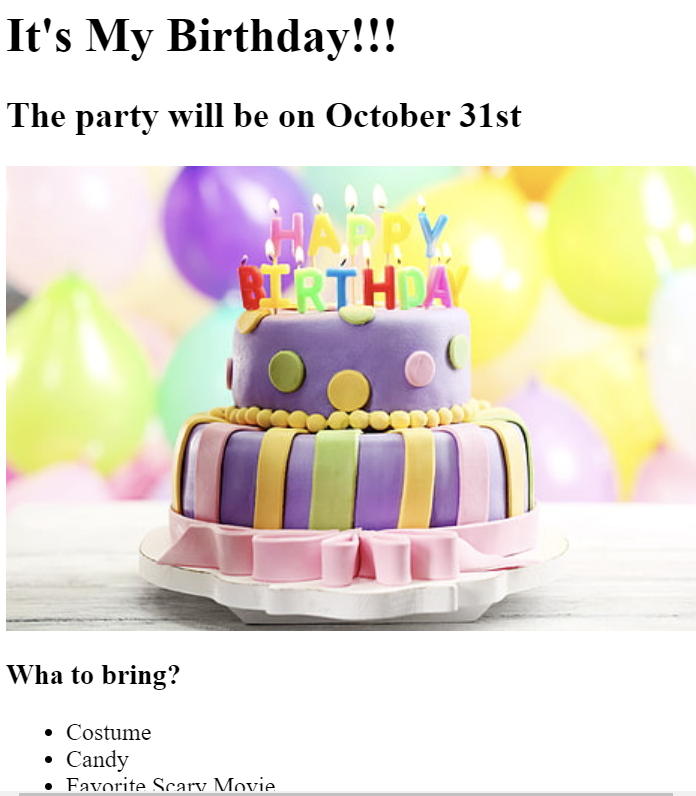 It's My Birthday!!!
The party will be on October 31st
HAPPY
BIRTHDAY
Wha to bring?
Costume
Candy
Favorite Scary Movie